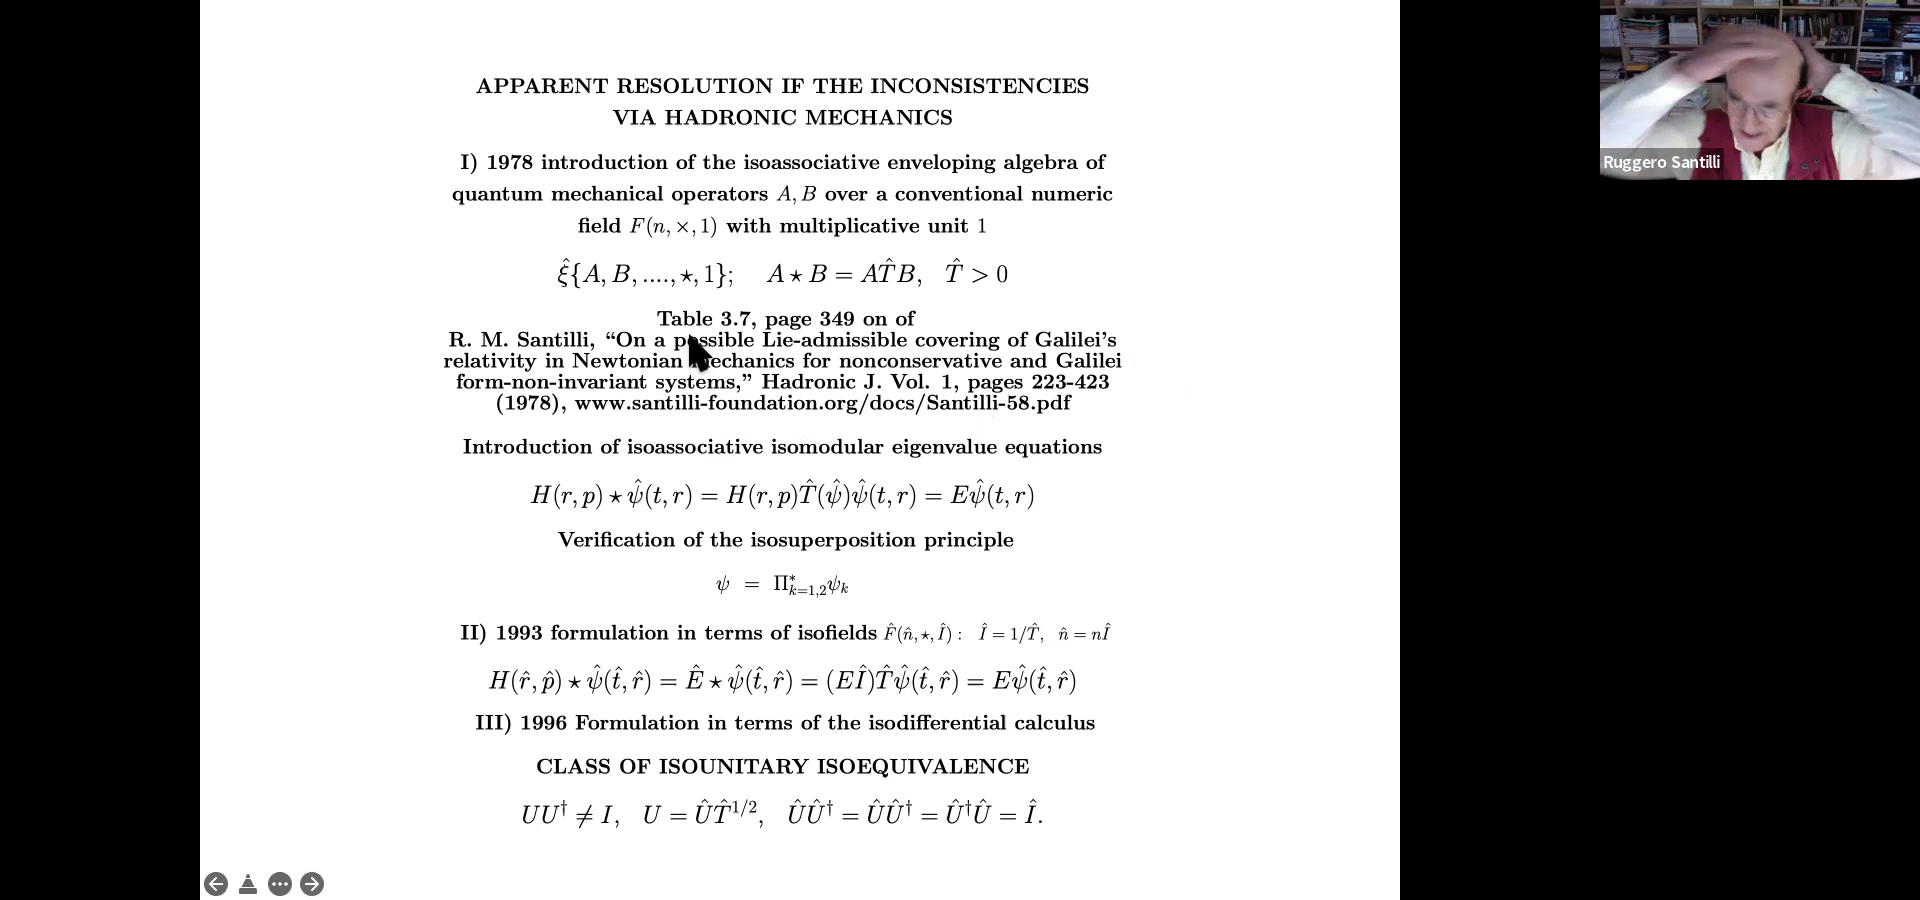 APPARENT RESOLUTION IF THE INCONSISTENCIES
VIA HADRONIC MECHANICS
I) 1978 introduction of the isoassociative enveloping algebra of
quantum mechanical operators A, B over a conventional numeric
field F(n, ×, 1) with multiplicative unit 1
ξ̂{A, B, ...., ⋆, 1};   A ⋆ B = AT̂B,   T̂ > 0
Table 3.7, page 349 on of
R. M. Santilli, “On a possible Lie-admissible covering of Galilei’s
relativity in Newtonian mechanics for nonconservative and Galilei
form-non-invariant systems,” Hadronic J. Vol. 1, pages 223-423
(1978), www.santilli-foundation.org/docs/Santilli-58.pdf
Introduction of isoassociative isomodular eigenvalue equations
H(r, p) ⋆ ψ̂(t, r) = H(r, p)T̂(ψ̂)ψ̂(t, r) = Eψ̂(t, r)
Verification of the isosuperposition principle
ψ = Π*ₖ₌₁,₂ψₖ
II) 1993 formulation in terms of isofields F̂(n̂, ⋆, Î) :   Î = 1/T̂,   n̂ = nÎ
H(r̂, p̂) ⋆ ψ̂(t̂, r̂) = Ê ⋆ ψ̂(t̂, r̂) = (EÎ)T̂ψ̂(t̂, r̂) = Eψ̂(t̂, r̂)
III) 1996 Formulation in terms of the isodifferential calculus
CLASS OF ISOUNITARY ISOEQUIVALENCE
UU† ≠ I,   U = ÛT̂^{1/2},   ÛÛ† = ÛÛ† = Û†Û = Î.
Ruggero Santilli